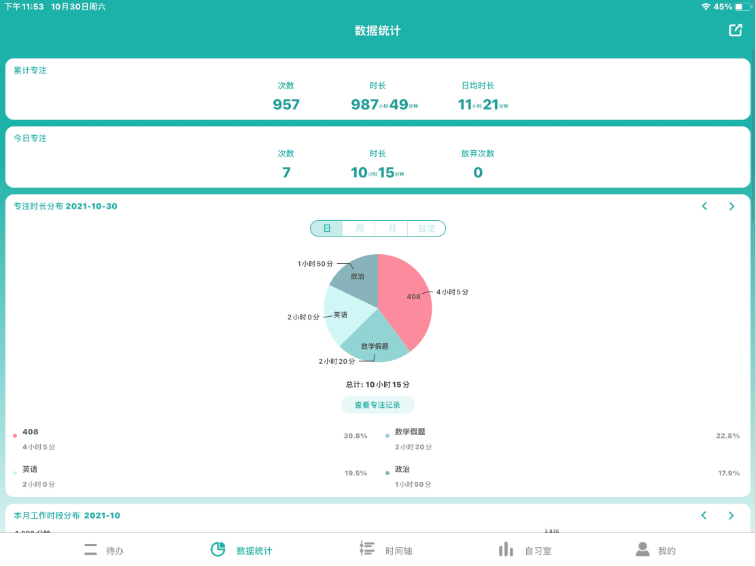 下午11:53 10月30日周六 45%
数据统计
累计专注
次数 时长 日均时长
957 987小时49分钟 11小时21分钟
今日专注
次数 时长 放弃次数
7 10小时15分钟 0
专注时长分布 2021-10-30
日 周 月 自定
1小时50分
政治
408 4小时5分
2小时0分 英语
数学假题
2小时20分
总计: 10小时15分
查看专注记录
408 39.8% 数学假题 22.8%
4小时5分 2小时20分
英语 19.5% 政治 17.9%
2小时0分 1小时50分
本月工作时段分布 2021-10
待办 数据统计 时间轴 自习室 我的